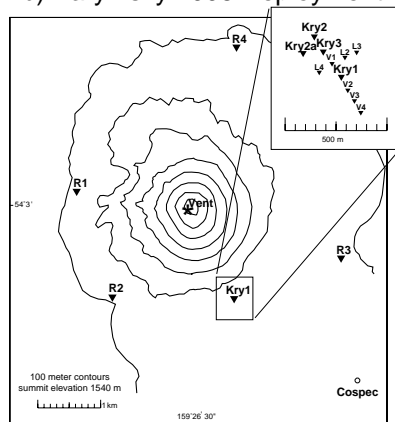 R4
Kry2
Kry2a Kry3
L2 L3
V1
L4 Kry1
V2
V3
V4
500 m
R1
54˚3'
Vent
R3
R2
Kry1
100 meter contours
summit elevation 1540 m
Cospec
1 km
159˚26' 30"